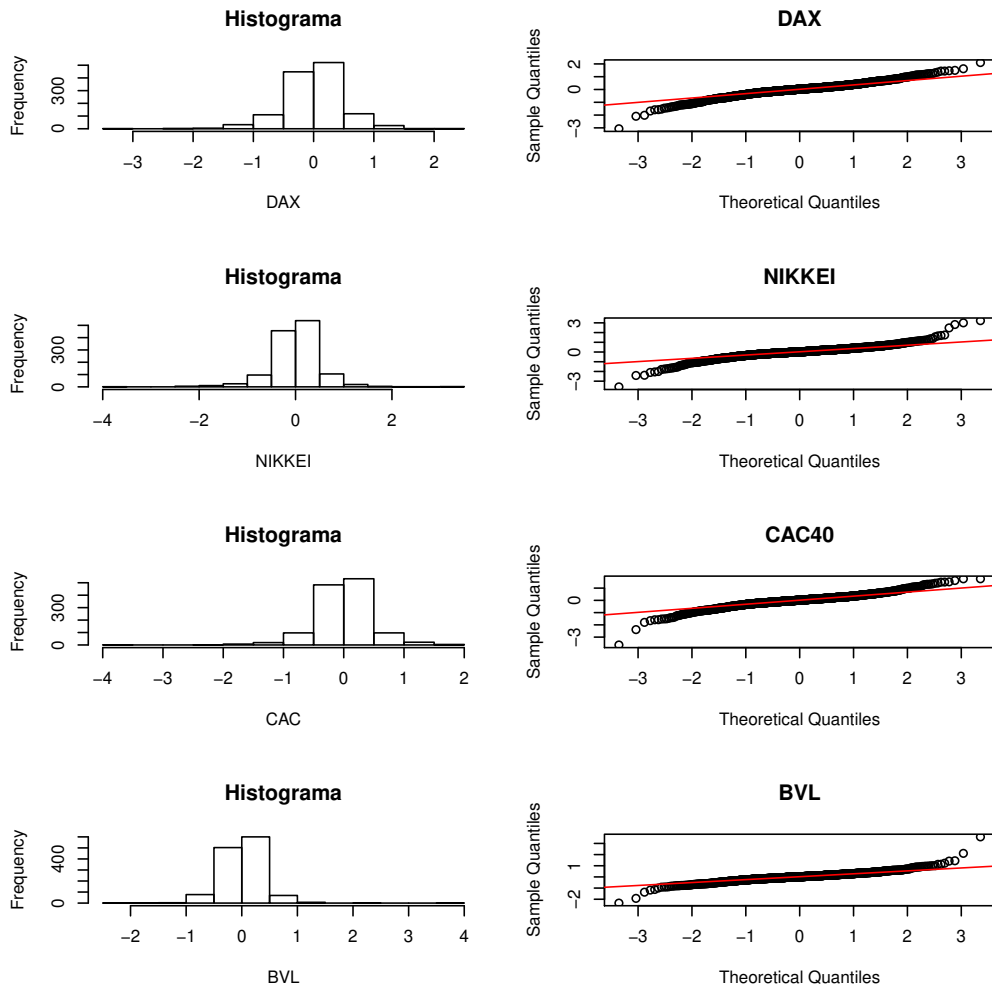 Histograma
Frequency
0 300
−3 −2 −1 0 1 2
DAX
DAX
Sample Quantiles
−3 0 2
−3 −2 −1 0 1 2 3
Theoretical Quantiles
Histograma
Frequency
0 300
−4 −2 0 2
NIKKEI
NIKKEI
Sample Quantiles
−3 0 3
−3 −2 −1 0 1 2 3
Theoretical Quantiles
Histograma
Frequency
0 300
−4 −3 −2 −1 0 1 2
CAC
CAC40
Sample Quantiles
−3 0
−3 −2 −1 0 1 2 3
Theoretical Quantiles
Histograma
Frequency
0 400
−2 −1 0 1 2 3 4
BVL
BVL
Sample Quantiles
−2 1
−3 −2 −1 0 1 2 3
Theoretical Quantiles